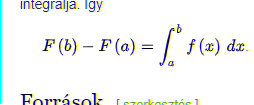 integrálja. Így
F (b) − F (a) = ∫_a^b f (x) dx.
Források [szerkesztés]